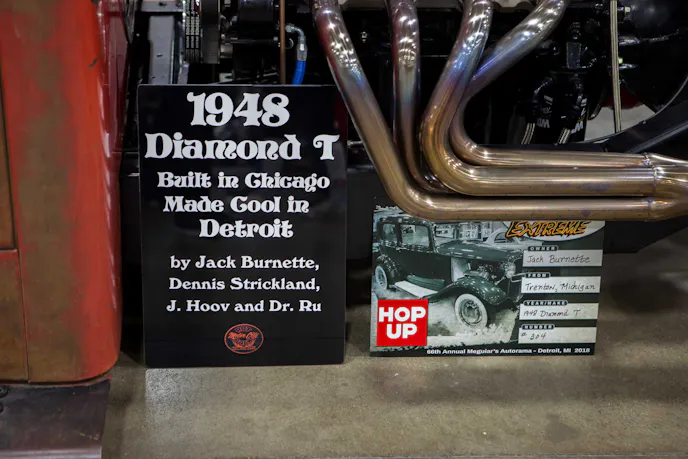 1948
Diamond T
Built in Chicago
Made Cool in
Detroit
by Jack Burnette,
Dennis Strickland,
J. Hoov and Dr. Ru
EXTREME
OWNER
Jack Burnette
FROM
Trenton, Michigan
YEAR/MAKE
1948 Diamond T
NUMBER
# 304
HOP
UP
66th Annual Meguiar's Autorama - Detroit, MI 2018